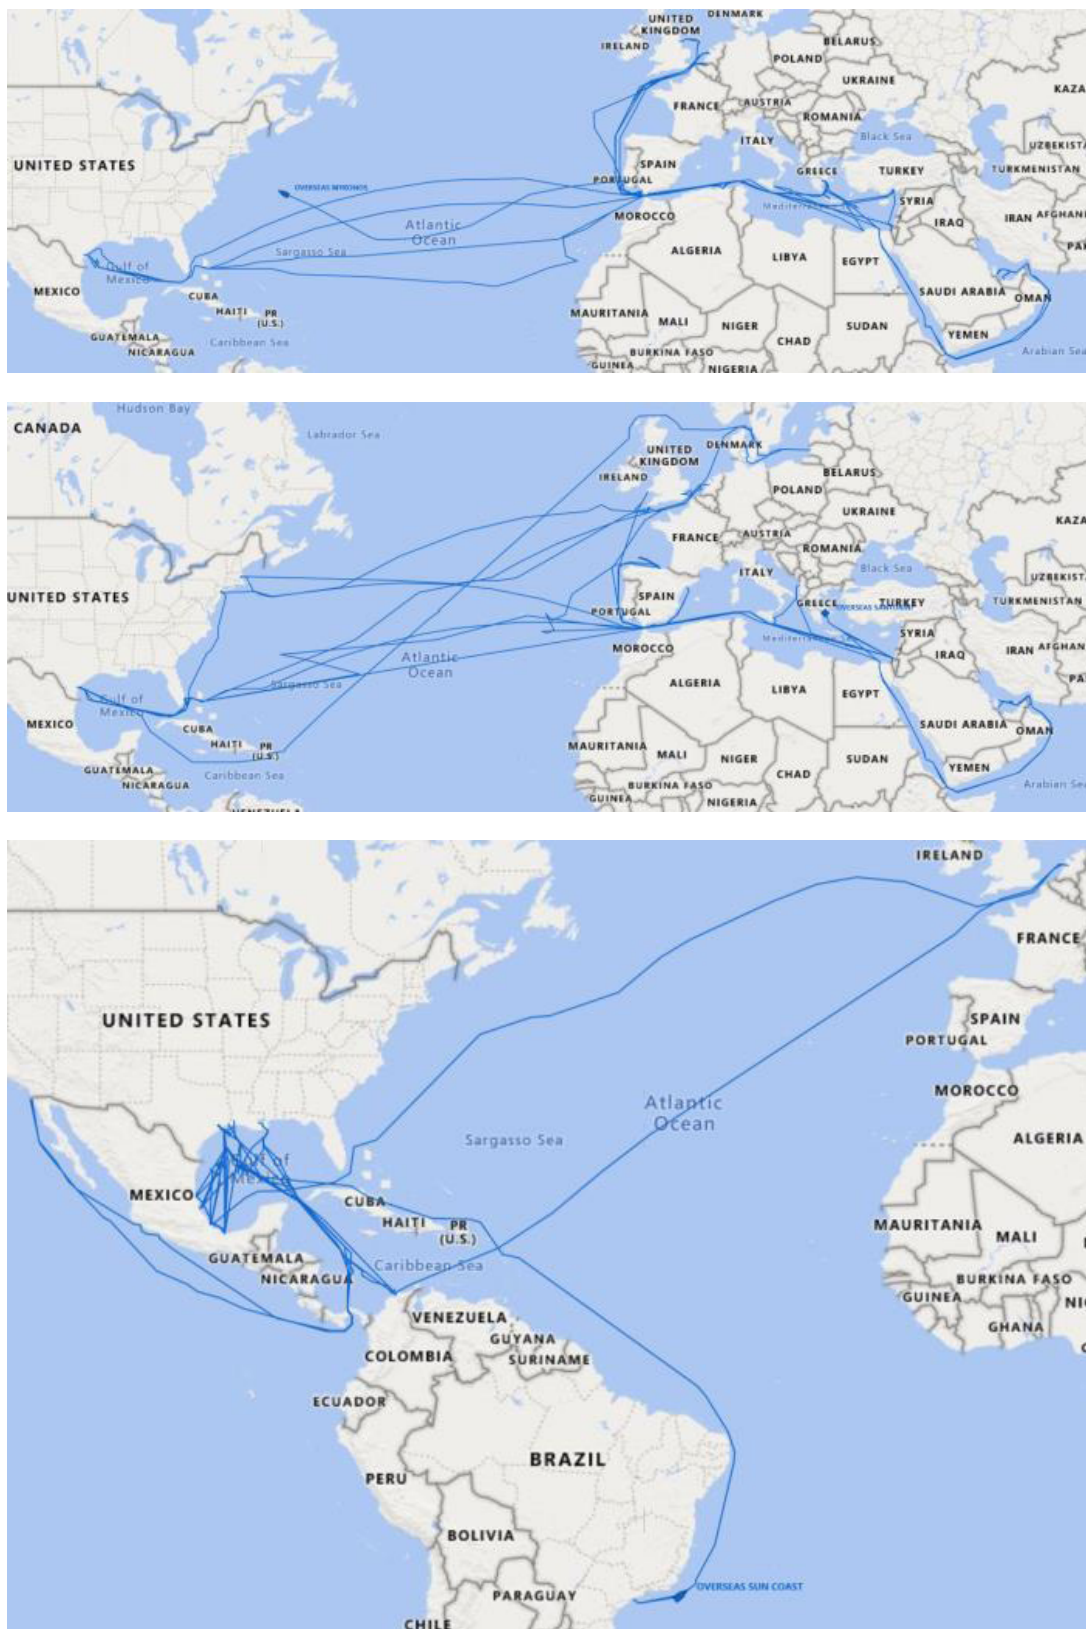 UNITED
KINGDOM
DENMARK
IRELAND
BELARUS
POLAND
UKRAINE
KAZA
FRANCE
AUSTRIA
ROMANIA
UZBEKISTA
ITALY
Black Sea
UNITED STATES
SPAIN
GREECE
TURKEY
TURKMENISTAN
PORTUGAL
OVERSEAS MYKONOS
SYRIA
MOROCCO
IRAQ
IRAN
AFGHAN
Atlantic
Ocean
Sargasso Sea
ALGERIA
LIBYA
EGYPT
Gulf of
Mexico
MEXICO
SAUDI ARABIA
OMAN
CUBA
HAITI
PR
(U.S.)
MAURITANIA
MALI
NIGER
SUDAN
YEMEN
GUATEMALA
NICARAGUA
Caribbean Sea
CHAD
BURKINA FASO
GUINEA
NIGERIA
Arabian Sea
Hudson Bay
CANADA
Labrador Sea
UNITED
KINGDOM
DENMARK
IRELAND
BELARUS
POLAND
UKRAINE
KAZA
FRANCE
AUSTRIA
ROMANIA
ITALY
Black Sea
UZBEKISTA
UNITED STATES
SPAIN
GREECE
TURKEY
TURKMENISTAN
PORTUGAL
SYRIA
MOROCCO
IRAQ
IRAN
AFGHAN
Atlantic
Ocean
Sargasso Sea
ALGERIA
LIBYA
EGYPT
Gulf of
Mexico
MEXICO
SAUDI ARABIA
OMAN
CUBA
HAITI
PR
(U.S.)
MAURITANIA
MALI
NIGER
SUDAN
YEMEN
GUATEMALA
NICARAGUA
Caribbean Sea
CHAD
BURKINA FASO
GUINEA
NIGERIA
IRELAND
FRANCE
UNITED STATES
SPAIN
PORTUGAL
MOROCCO
Atlantic
Ocean
Sargasso Sea
ALGERIA
Gulf of
Mexico
MEXICO
CUBA
HAITI
PR
(U.S.)
MAURITANIA
MALI
GUATEMALA
NICARAGUA
Caribbean Sea
BURKINA FASO
GUINEA
GHANA
VENEZUELA
GUYANA
COLOMBIA
SURINAME
ECUADOR
BRAZIL
PERU
BOLIVIA
OVERSEAS SUN COAST
PARAGUAY
CHILE